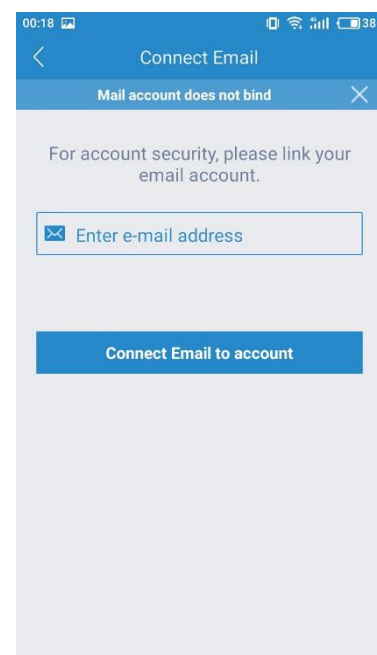 00:18 38
Connect Email
Mail account does not bind
For account security, please link your
email account.
Enter e-mail address
Connect Email to account